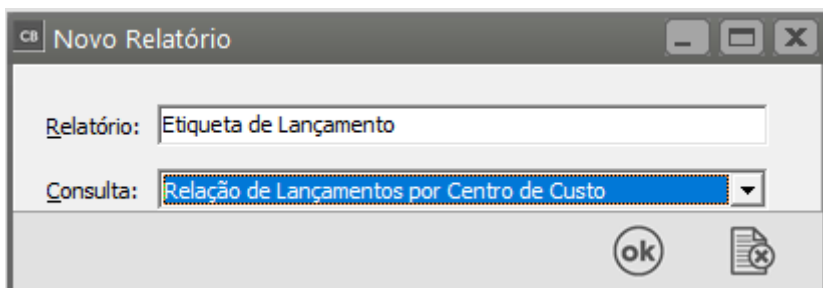 CB Novo Relatório
Relatório: Etiqueta de Lançamento
Consulta: Relação de Lançamentos por Centro de Custo
ok